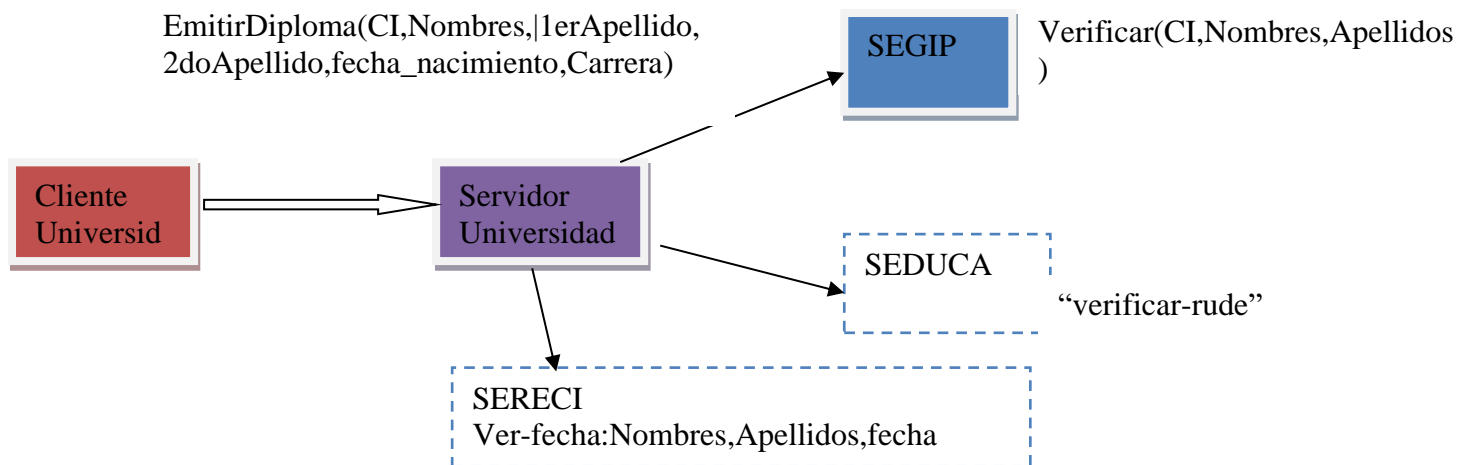 EmitirDiploma(CI,Nombres,|1erApellido,
2doApellido,fecha_nacimiento,Carrera)
SEGIP
Verificar(CI,Nombres,Apellidos
)
Cliente
Universid
Servidor
Universidad
SEDUCA
“verificar-rude”
SERECI
Ver-fecha:Nombres,Apellidos,fecha